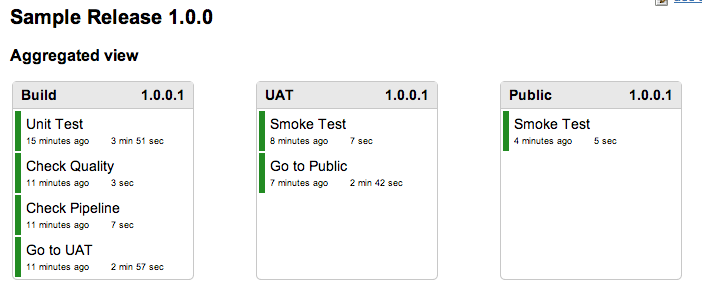 Sample Release 1.0.0
Aggregated view
Build 1.0.0.1
Unit Test
15 minutes ago 3 min 51 sec
Check Quality
11 minutes ago 3 sec
Check Pipeline
11 minutes ago 7 sec
Go to UAT
11 minutes ago 2 min 57 sec
UAT 1.0.0.1
Smoke Test
8 minutes ago 7 sec
Go to Public
7 minutes ago 2 min 42 sec
Public 1.0.0.1
Smoke Test
4 minutes ago 5 sec